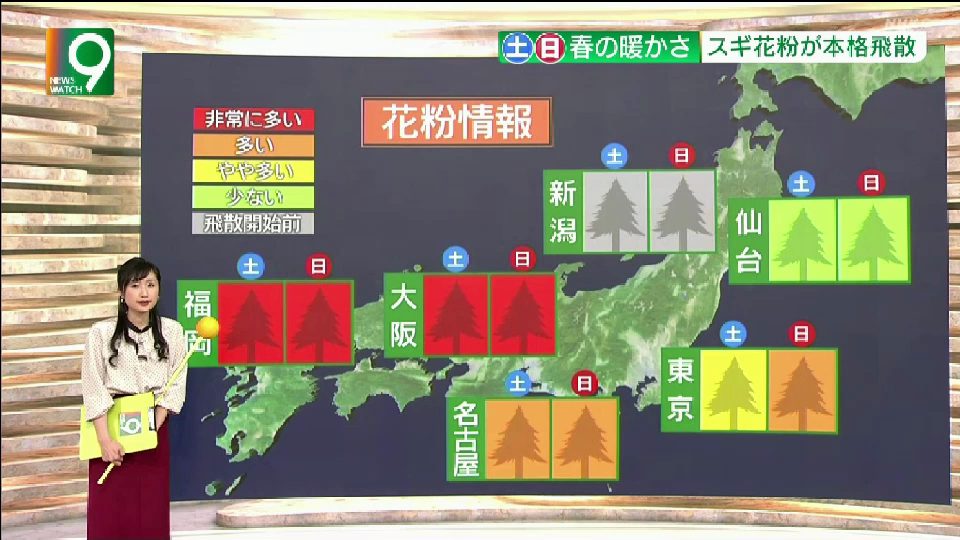 9
NEWS
WATCH
土 日 春の暖かさ
スギ花粉が本格飛散
花粉情報
非常に多い
多い
やや多い
少ない
飛散開始前
土 日
新潟
土 日
仙台
土 日
福岡
土 日
大阪
土 日
東京
土 日
名古屋
9